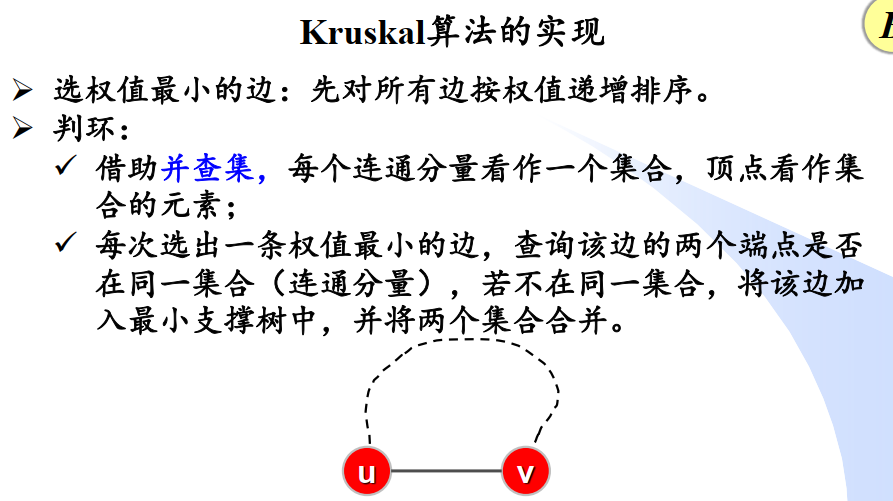 Kruskal算法的实现
➢ 选权值最小的边：先对所有边按权值递增排序。
➢ 判环：
✓ 借助并查集，每个连通分量看作一个集合，顶点看作集
合的元素；
✓ 每次选出一条权值最小的边，查询该边的两个端点是否
在同一集合（连通分量），若不在同一集合，将该边加
入最小支撑树中，并将两个集合合并。
u v